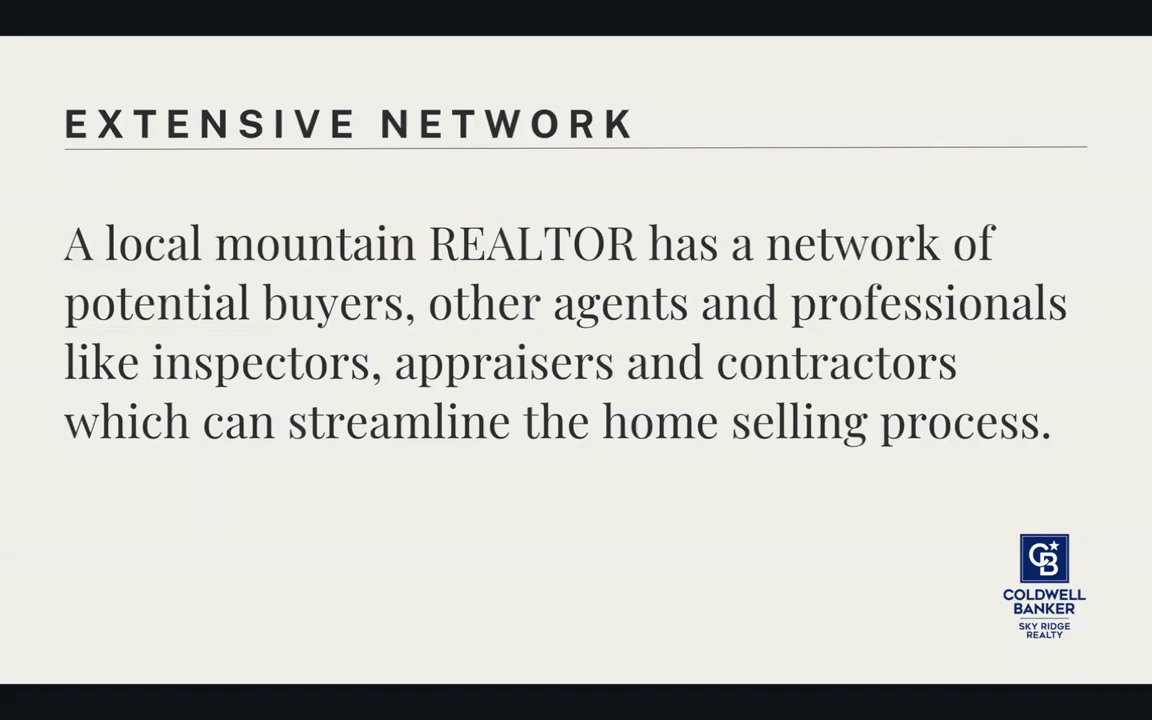 EXTENSIVE NETWORK
A local mountain REALTOR has a network of
potential buyers, other agents and professionals
like inspectors, appraisers and contractors
which can streamline the home selling process.
CB
COLDWELL
BANKER
SKY RIDGE
REALTY